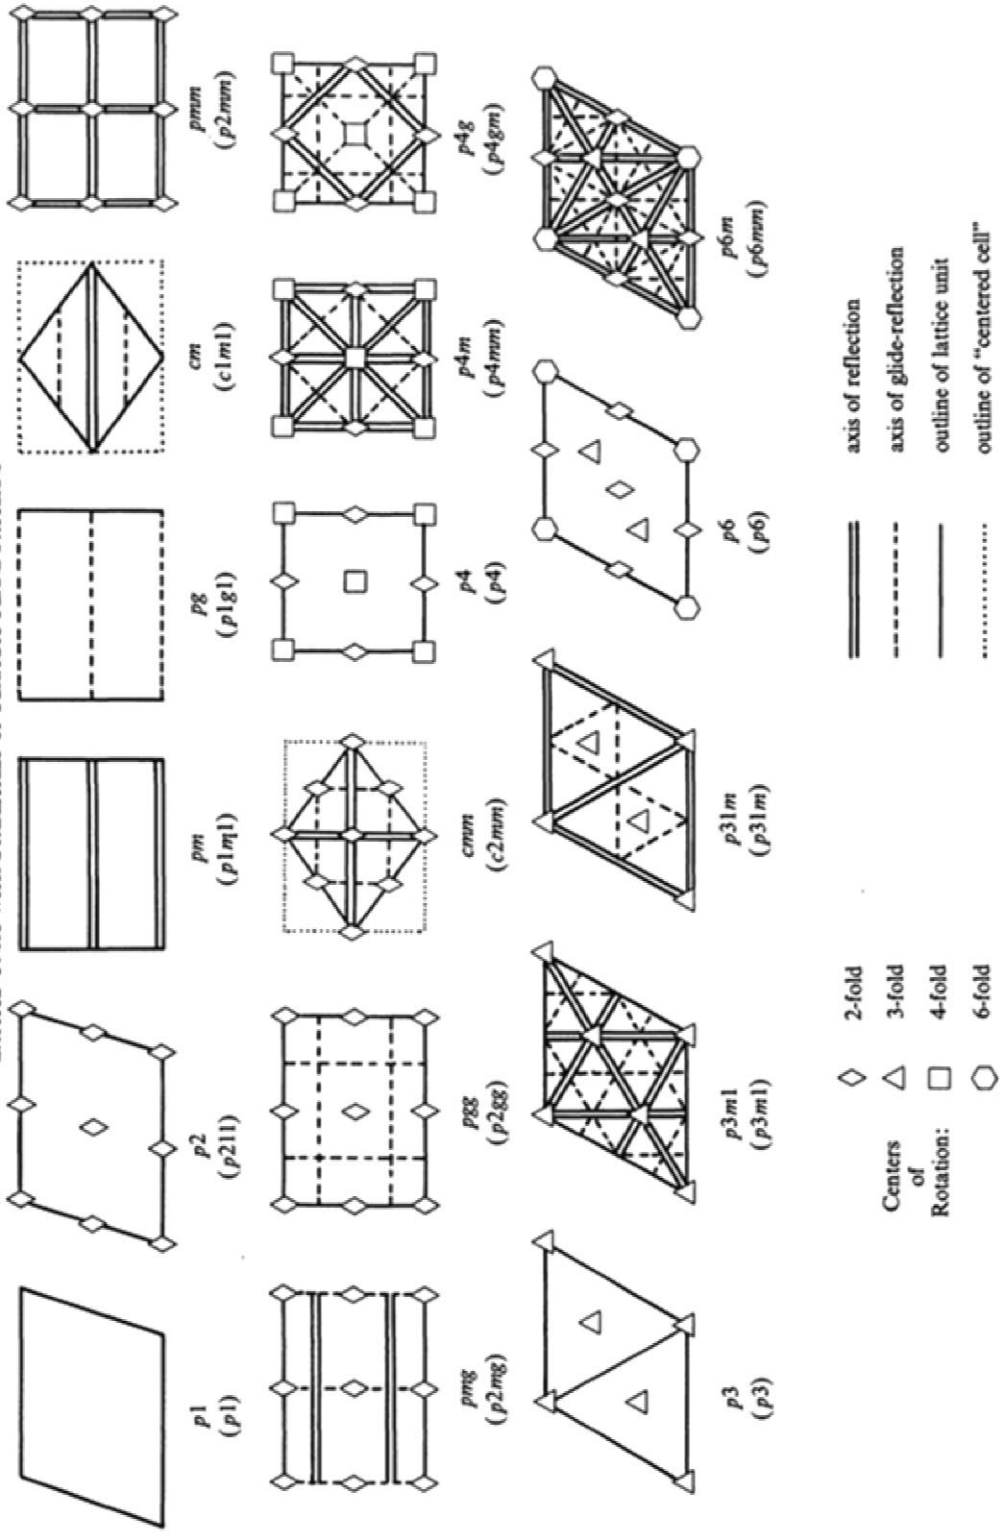 p1
(p1)
p2
(p211)
pm
(p1m1)
pg
(p1g1)
cm
(c1m1)
pmm
(p2mm)
pmg
(p2mg)
pgg
(p2gg)
cmm
(c2mm)
p4
(p4)
p4m
(p4mm)
p4g
(p4gm)
p3
(p3)
p3m1
(p3m1)
p31m
(p31m)
p6
(p6)
p6m
(p6mm)
Centers
of
Rotation:
2-fold
3-fold
4-fold
6-fold
axis of reflection
axis of glide-reflection
outline of lattice unit
outline of "centered cell"